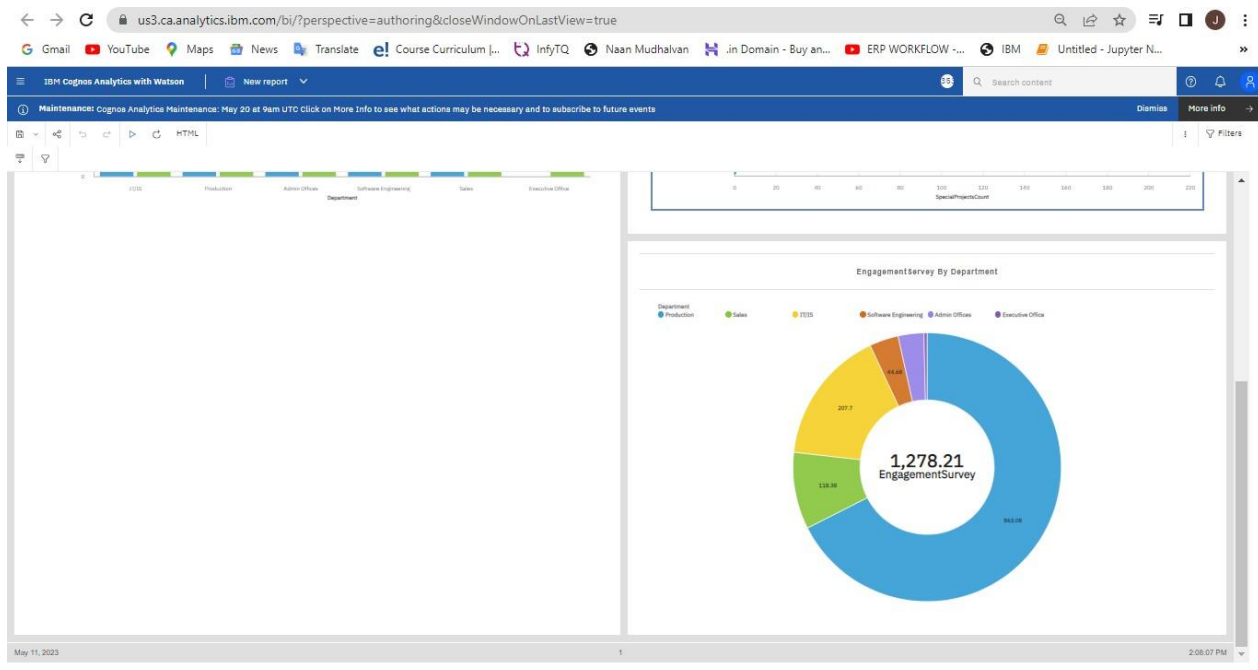 us3.ca.analytics.ibm.com/bi/?perspective=authoring&closeWindowOnLastView=true
J
Gmail YouTube Maps News Translate Course Curriculum |... InfyTQ Naan Mudhalvan .in Domain - Buy an... ERP WORKFLOW -... IBM Untitled - Jupyter N... »
IBM Cognos Analytics with Watson New report Search content
Maintenance: Cognos Analytics Maintenance: May 20 at 9am UTC Click on More Info to see what actions may be necessary and to subscribe to future events Dismiss More info
HTML Filters
0
IT/IS Production Admin Offices Software Engineering Sales Executive Office
Department
0 20 40 60 80 100 120 140 160 180 200 220
SpecialProjectsCount
EngagementSurvey By Department
Department
Production Sales IT/IS Software Engineering Admin Offices Executive Office
44.66
207.7
1,278.21
EngagementSurvey
118.38
863.08
May 11, 2023 1 2:08:07 PM